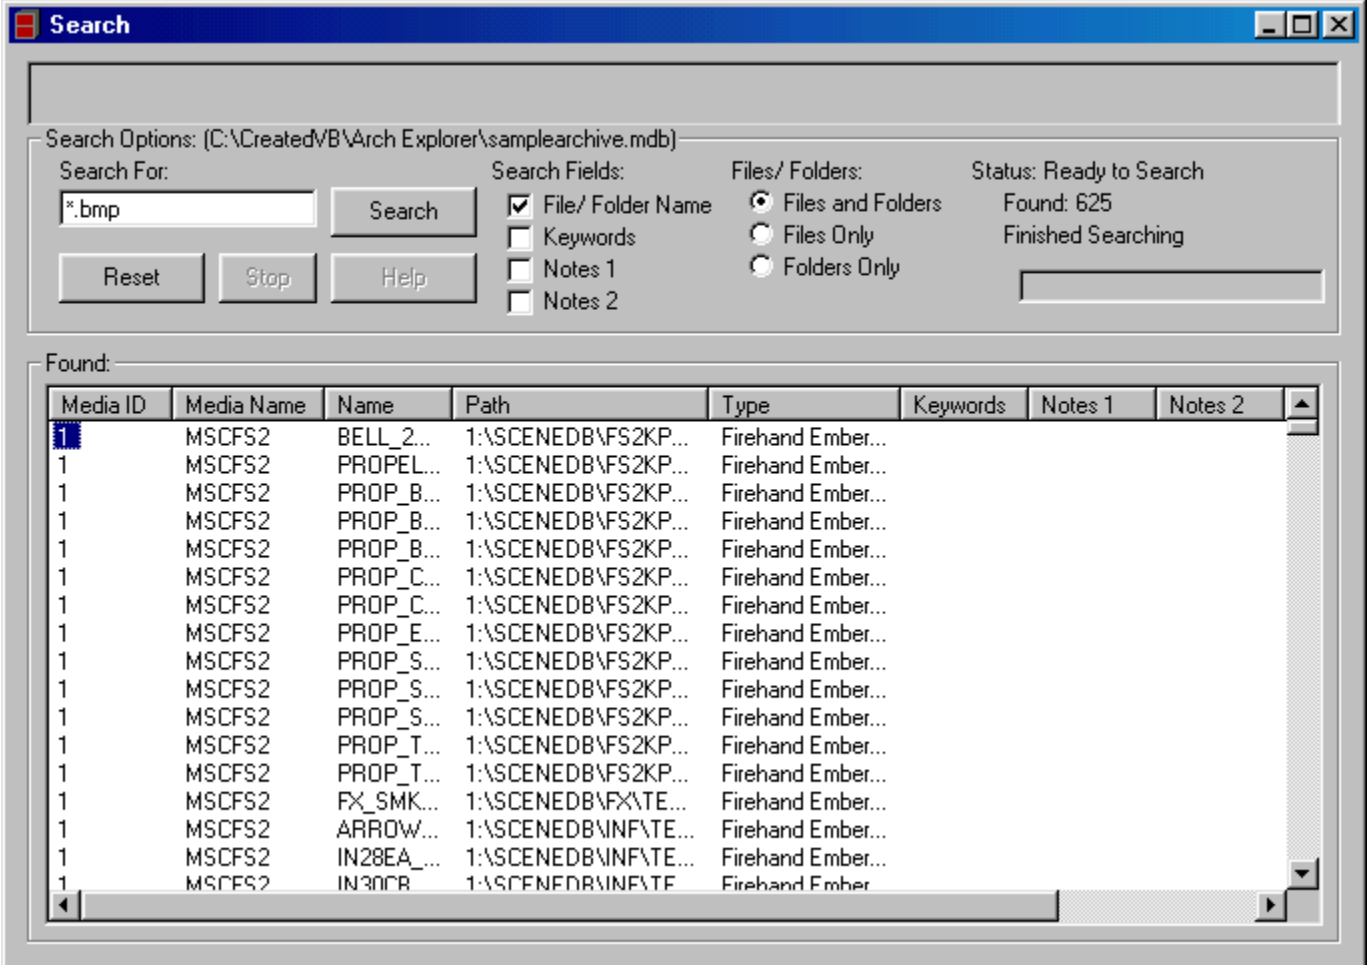 Search
Search Options: (C:\CreatedVB\Arch Explorer\samplearchive.mdb)
Search For:
*.bmp
Search
Reset
Stop
Help
Search Fields:
File/ Folder Name
Keywords
Notes 1
Notes 2
Files/ Folders:
Files and Folders
Files Only
Folders Only
Status: Ready to Search
Found: 625
Finished Searching
Found:
Media ID Media Name Name Path Type Keywords Notes 1 Notes 2
1 MSCFS2 BELL_2... 1:\SCENEDB\FS2KP... Firehand Ember...
1 MSCFS2 PROPEL... 1:\SCENEDB\FS2KP... Firehand Ember...
1 MSCFS2 PROP_B... 1:\SCENEDB\FS2KP... Firehand Ember...
1 MSCFS2 PROP_B... 1:\SCENEDB\FS2KP... Firehand Ember...
1 MSCFS2 PROP_B... 1:\SCENEDB\FS2KP... Firehand Ember...
1 MSCFS2 PROP_C... 1:\SCENEDB\FS2KP... Firehand Ember...
1 MSCFS2 PROP_C... 1:\SCENEDB\FS2KP... Firehand Ember...
1 MSCFS2 PROP_E... 1:\SCENEDB\FS2KP... Firehand Ember...
1 MSCFS2 PROP_S... 1:\SCENEDB\FS2KP... Firehand Ember...
1 MSCFS2 PROP_S... 1:\SCENEDB\FS2KP... Firehand Ember...
1 MSCFS2 PROP_S... 1:\SCENEDB\FS2KP... Firehand Ember...
1 MSCFS2 PROP_T... 1:\SCENEDB\FS2KP... Firehand Ember...
1 MSCFS2 PROP_T... 1:\SCENEDB\FS2KP... Firehand Ember...
1 MSCFS2 FX_SMK... 1:\SCENEDB\FX\TE... Firehand Ember...
1 MSCFS2 ARROW... 1:\SCENEDB\INF\TE... Firehand Ember...
1 MSCFS2 IN28EA_... 1:\SCENEDB\INF\TE... Firehand Ember...
1 MSCFS2 IN30CB 1:\SCENEDB\INF\TE Firehand Ember